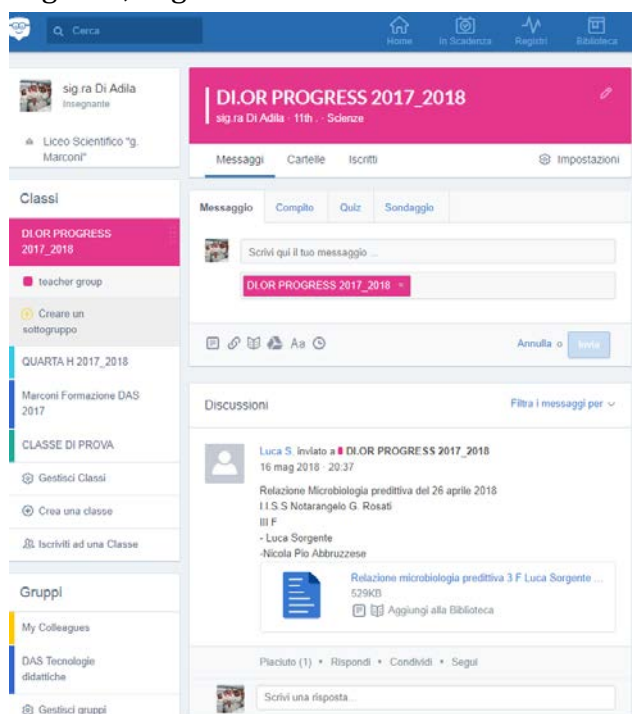 Cerca
Home
In Scadenza
Registri
Biblioteca
sig.ra Di Adila
Insegnante
Liceo Scientifico "g.
Marconi"
Classi
DI.OR PROGRESS
2017_2018
teacher group
Creare un
sottogruppo
QUARTA H 2017_2018
Marconi Formazione DAS
2017
CLASSE DI PROVA
Gestisci Classi
Crea una classe
Iscriviti ad una Classe
Gruppi
My Colleagues
DAS Tecnologie
didattiche
Gestisci gruppi
DI.OR PROGRESS 2017_2018
sig.ra Di Adila · 11th . · Scienze
Messaggi Cartelle Iscritti Impostazioni
Messaggio Compito Quiz Sondaggio
Scrivi qui il tuo messaggio ...
DI.OR PROGRESS 2017_2018 ×
Aa
Annulla o Invia
Discussioni
Filtra i messaggi per
Luca S. inviato a DI.OR PROGRESS 2017_2018
16 mag 2018 · 20:37
Relazione Microbiologia predittiva del 26 aprile 2018
I.I.S.S Notarangelo G. Rosati
III F
- Luca Sorgente
-Nicola Pio Abbruzzese
Relazione microbiologia predittiva 3 F Luca Sorgente ...
529KB
Aggiungi alla Biblioteca
Piaciuto (1) • Rispondi • Condividi • Segui
Scrivi una risposta...